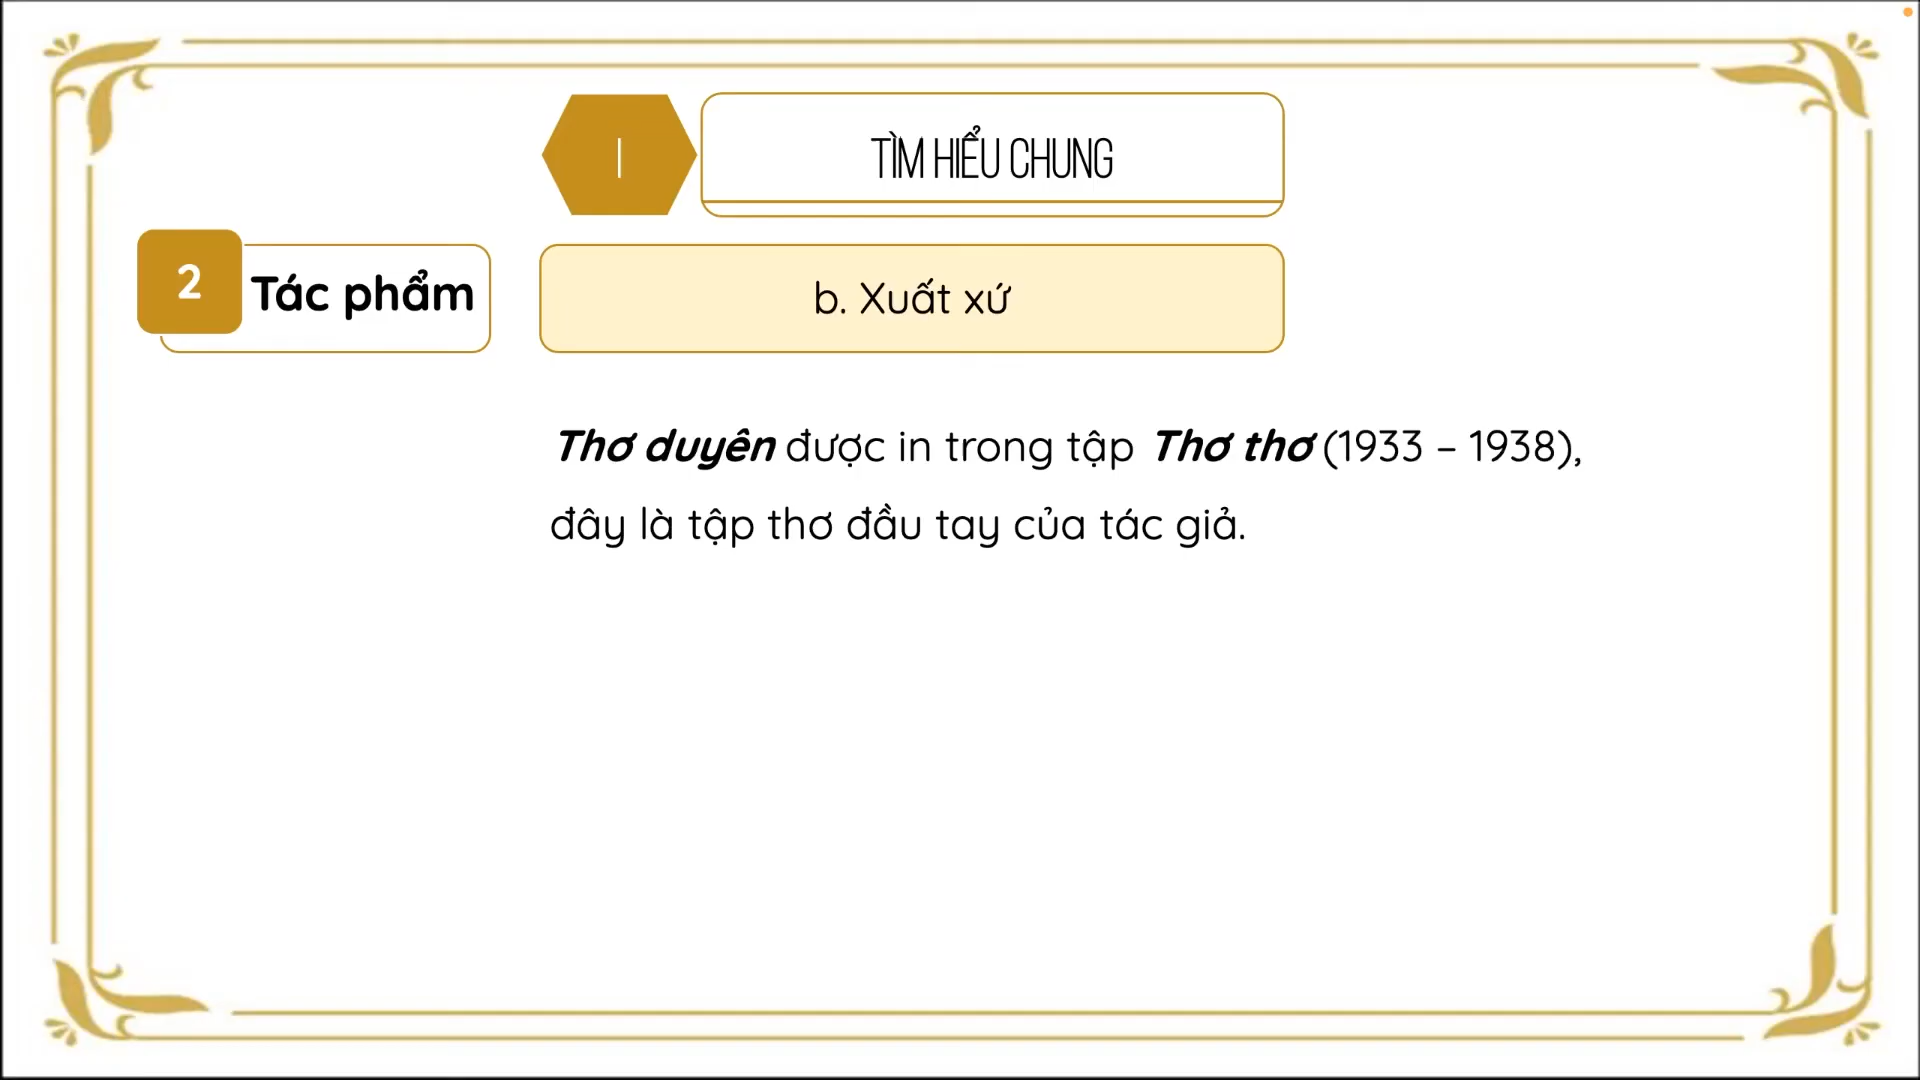 I
TÌM HIỂU CHUNG
2
Tác phẩm
b. Xuất xứ
Thơ duyên được in trong tập Thơ thơ (1933 – 1938),
đây là tập thơ đầu tay của tác giả.